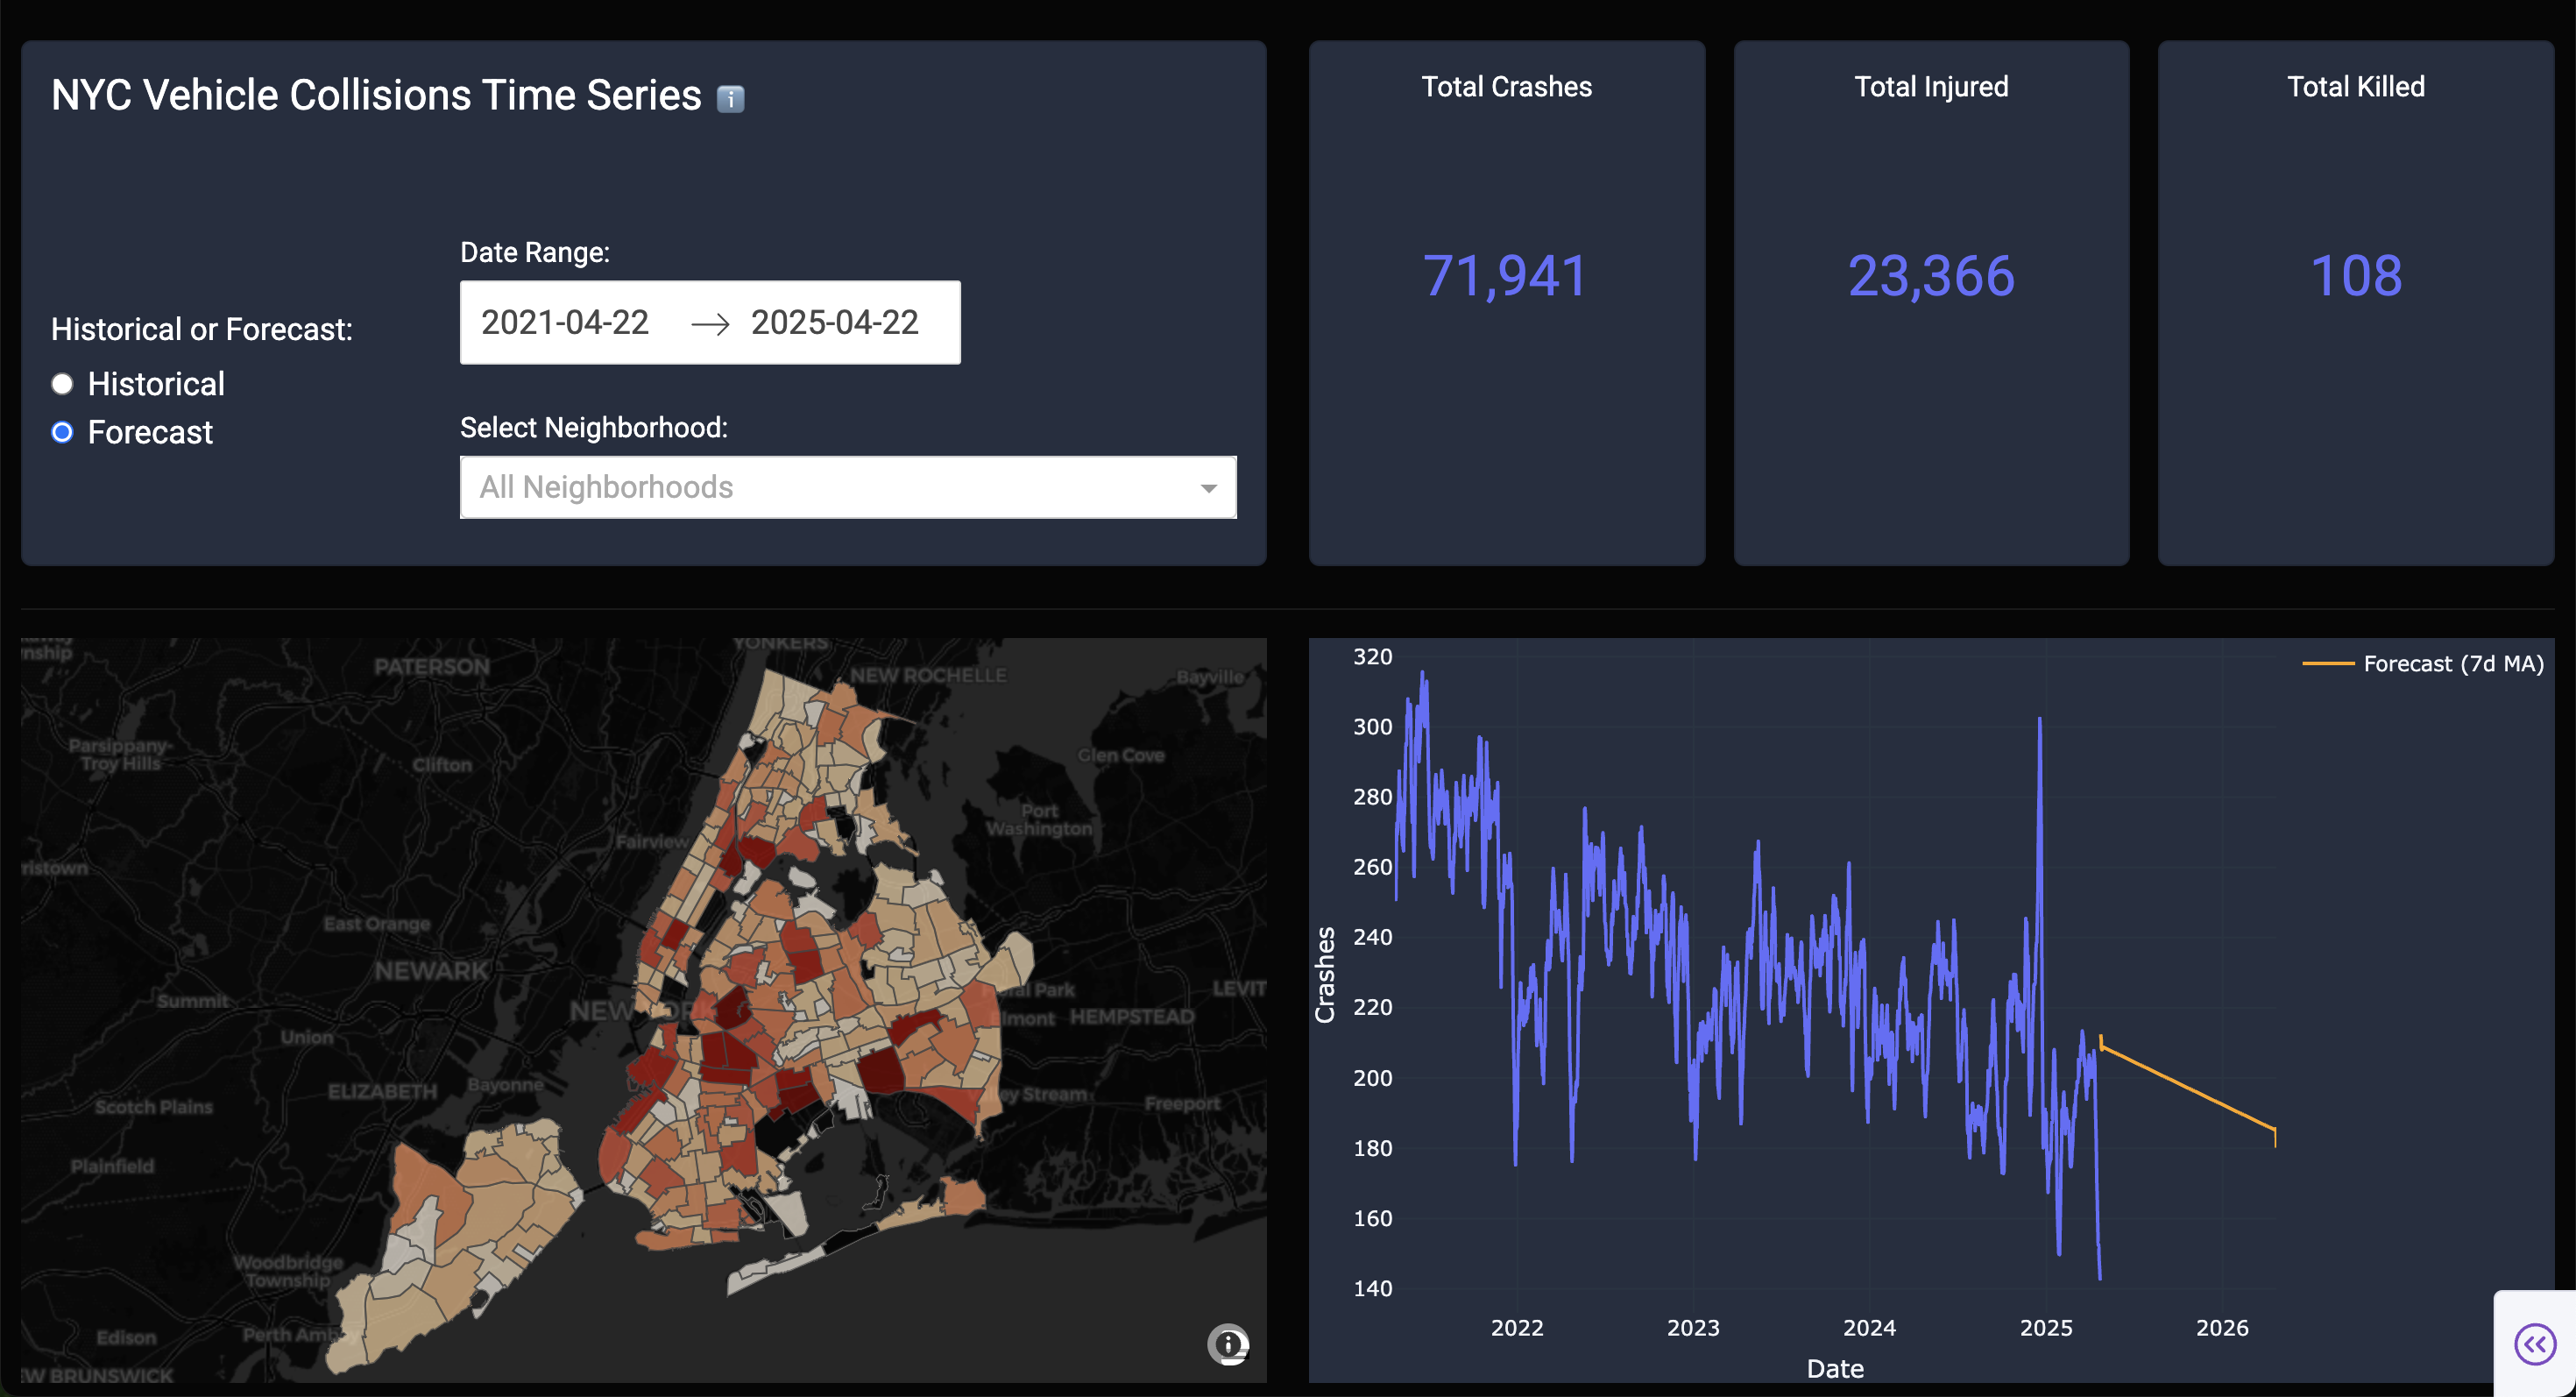 NYC Vehicle Collisions Time Series
Historical or Forecast:
Historical
Forecast
Date Range:
2021-04-22 → 2025-04-22
Select Neighborhood:
All Neighborhoods
Total Crashes
71,941
Total Injured
23,366
Total Killed
108
YONKERS
nship
PATERSON
NEW ROCHELLE
Bayville
Parsippany-
Troy Hills
Clifton
Glen Cove
Port
Washington
Fairview
ristown
East Orange
NEWARK
Summit
NEW YORK
ral Park
LEVIT
Elmont
HEMPSTEAD
Union
ELIZABETH
Bayonne
Scotch Plains
ey Stream
Freeport
Plainfield
Woodbridge
Township
Edison
Perth Amboy
W BRUNSWICK
Forecast (7d MA)
320
300
280
260
240
220
200
180
160
140
Crashes
2022
2023
2024
2025
2026
Date